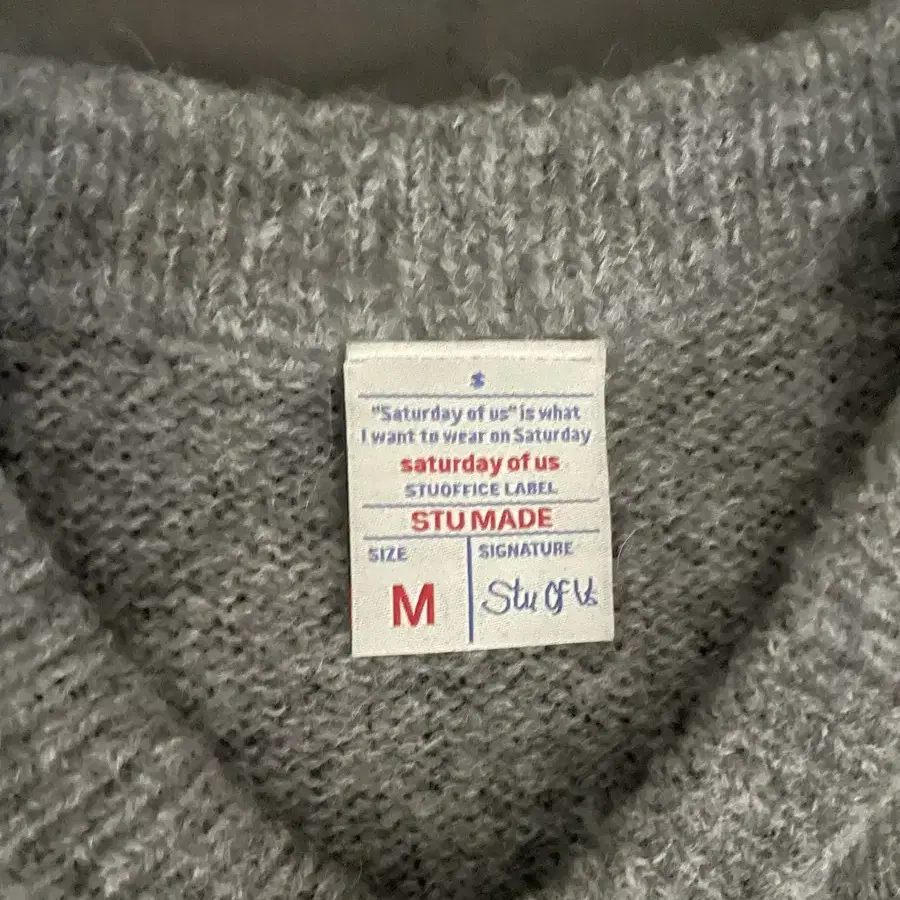 "Saturday of us" is what
I want to wear on Saturday
saturday of us
STUOFFICE LABEL
STU MADE
SIZE
M
SIGNATURE
Stu Of Us